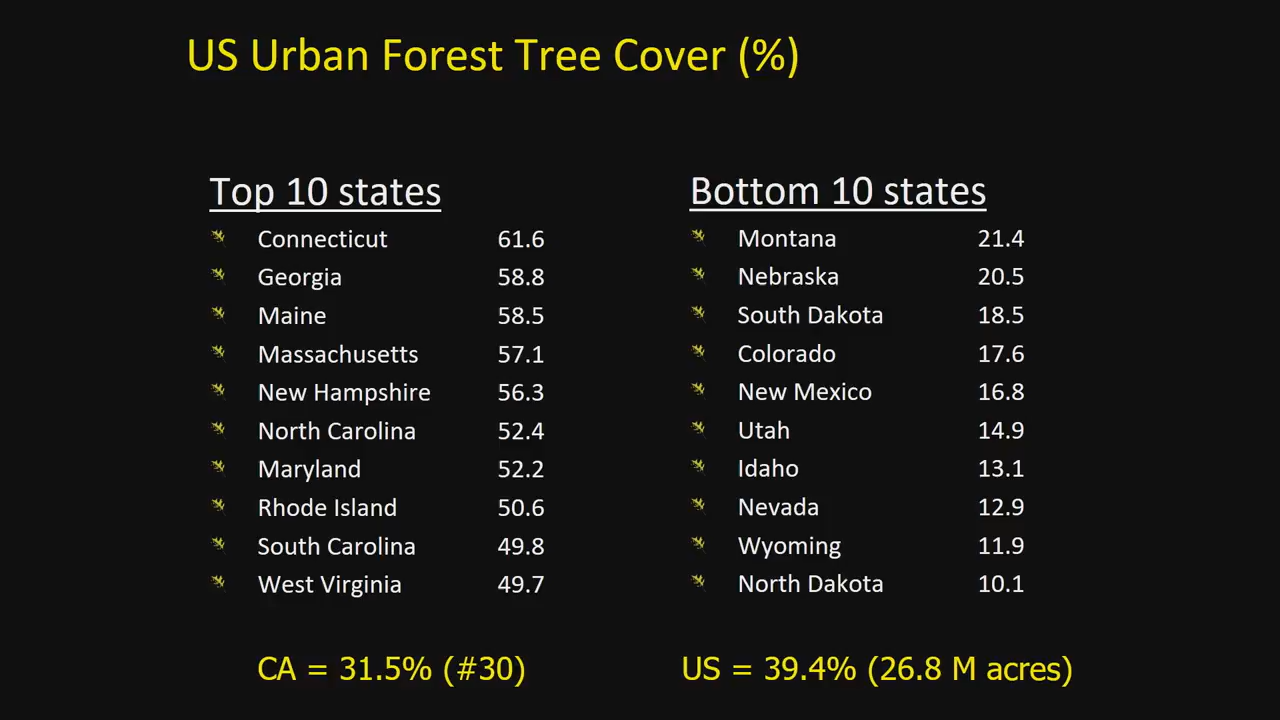 US Urban Forest Tree Cover (%)
Top 10 states
Connecticut 61.6
Georgia 58.8
Maine 58.5
Massachusetts 57.1
New Hampshire 56.3
North Carolina 52.4
Maryland 52.2
Rhode Island 50.6
South Carolina 49.8
West Virginia 49.7
CA = 31.5% (#30)
Bottom 10 states
Montana 21.4
Nebraska 20.5
South Dakota 18.5
Colorado 17.6
New Mexico 16.8
Utah 14.9
Idaho 13.1
Nevada 12.9
Wyoming 11.9
North Dakota 10.1
US = 39.4% (26.8 M acres)